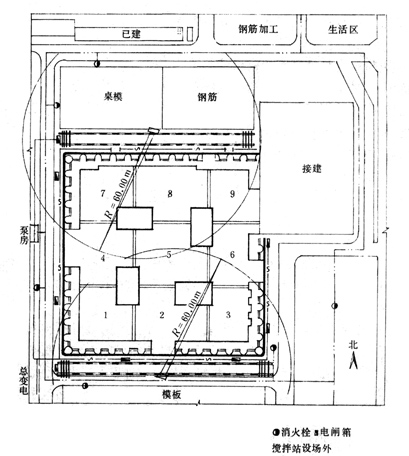 已建
钢筋加工
生活区
桌模
钢筋
接建
R=60.00m
7
8
9
泵房
4
5
6
R=60.00m
1
2
3
北
总变电
模板
消火栓 电闸箱
搅拌站设场外